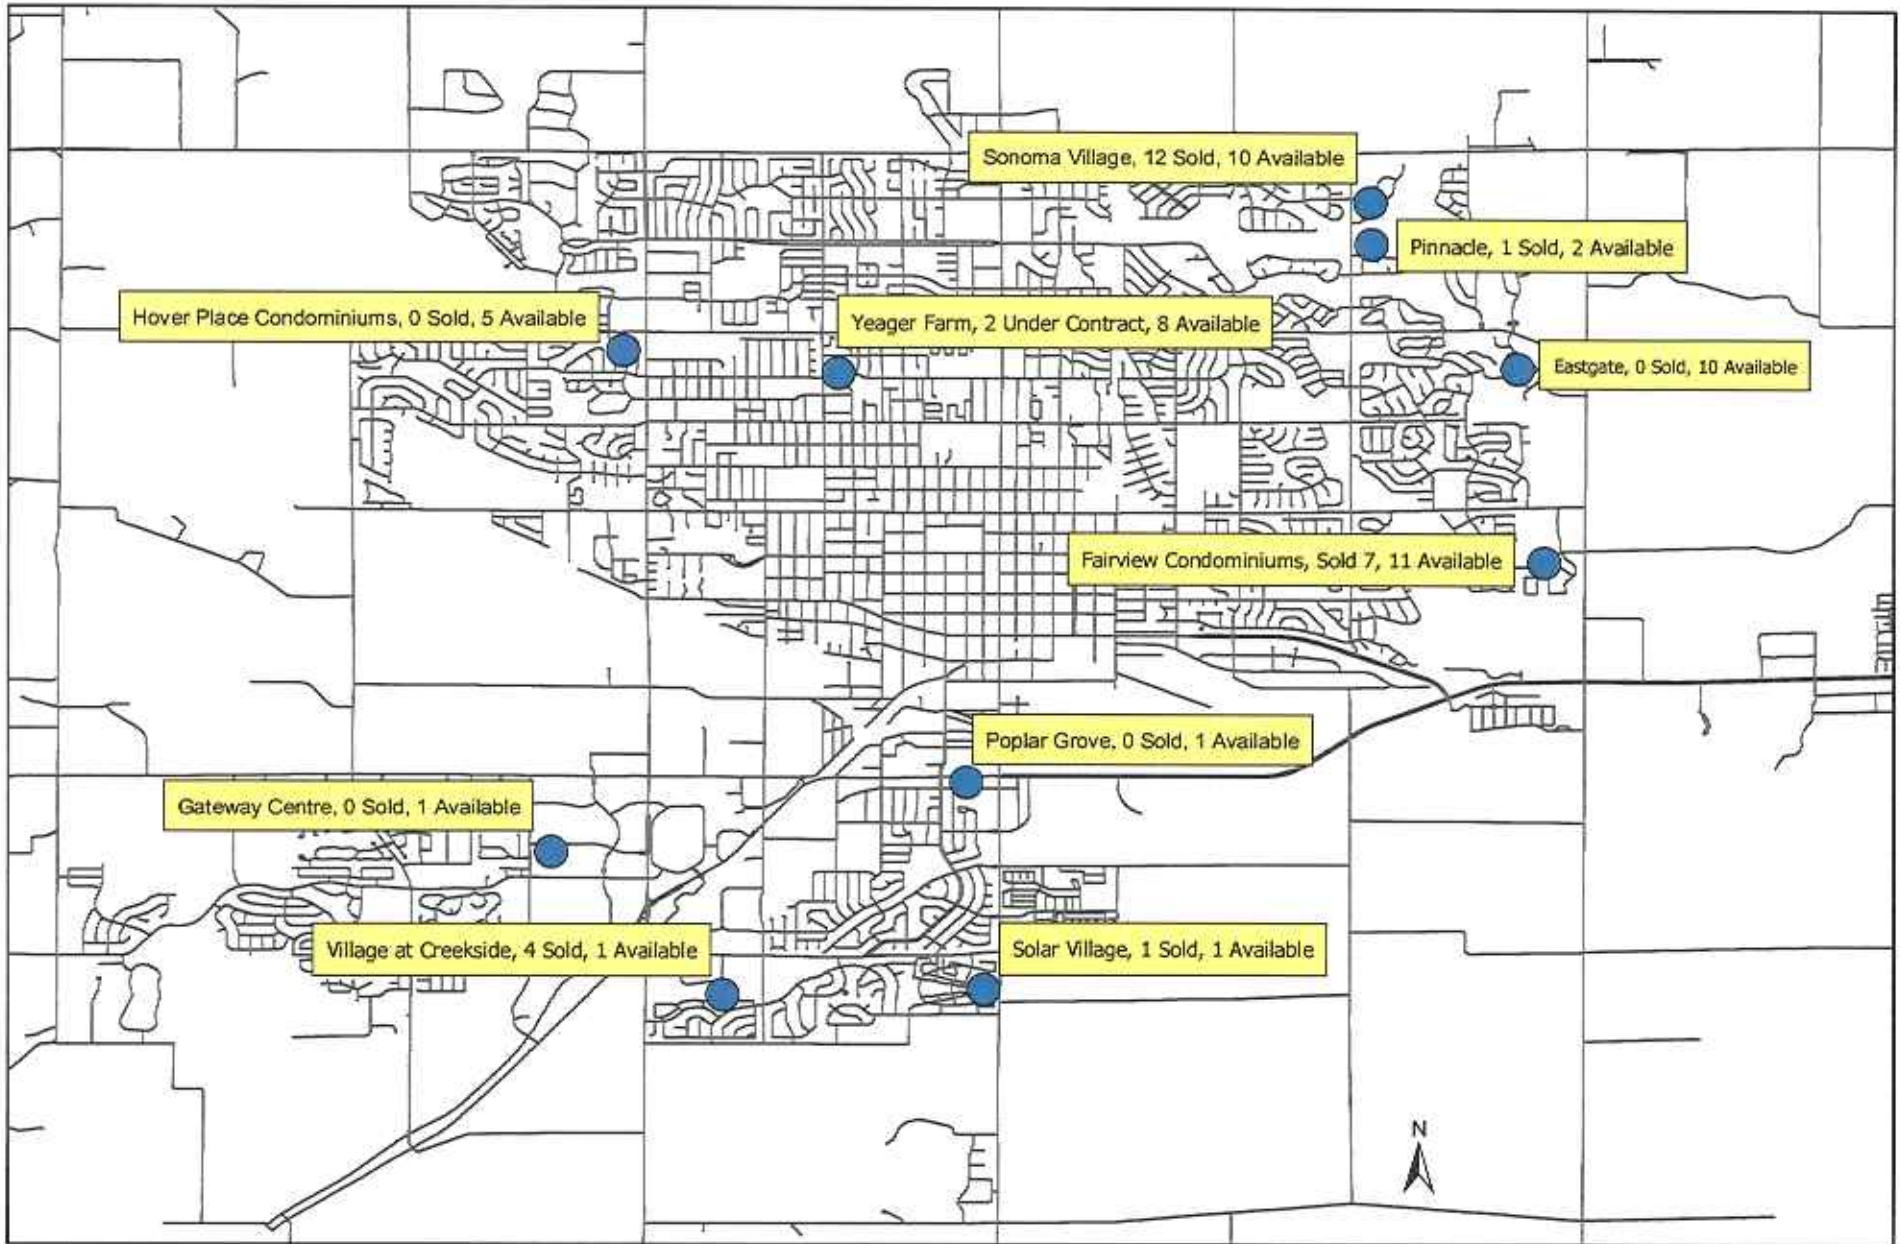 Sonoma Village, 12 Sold, 10 Available
Pinnacle, 1 Sold, 2 Available
Hover Place Condominiums, 0 Sold, 5 Available
Yeager Farm, 2 Under Contract, 8 Available
Eastgate, 0 Sold, 10 Available
Fairview Condominiums, Sold 7, 11 Available
Poplar Grove, 0 Sold, 1 Available
Gateway Centre, 0 Sold, 1 Available
Village at Creekside, 4 Sold, 1 Available
Solar Village, 1 Sold, 1 Available
N